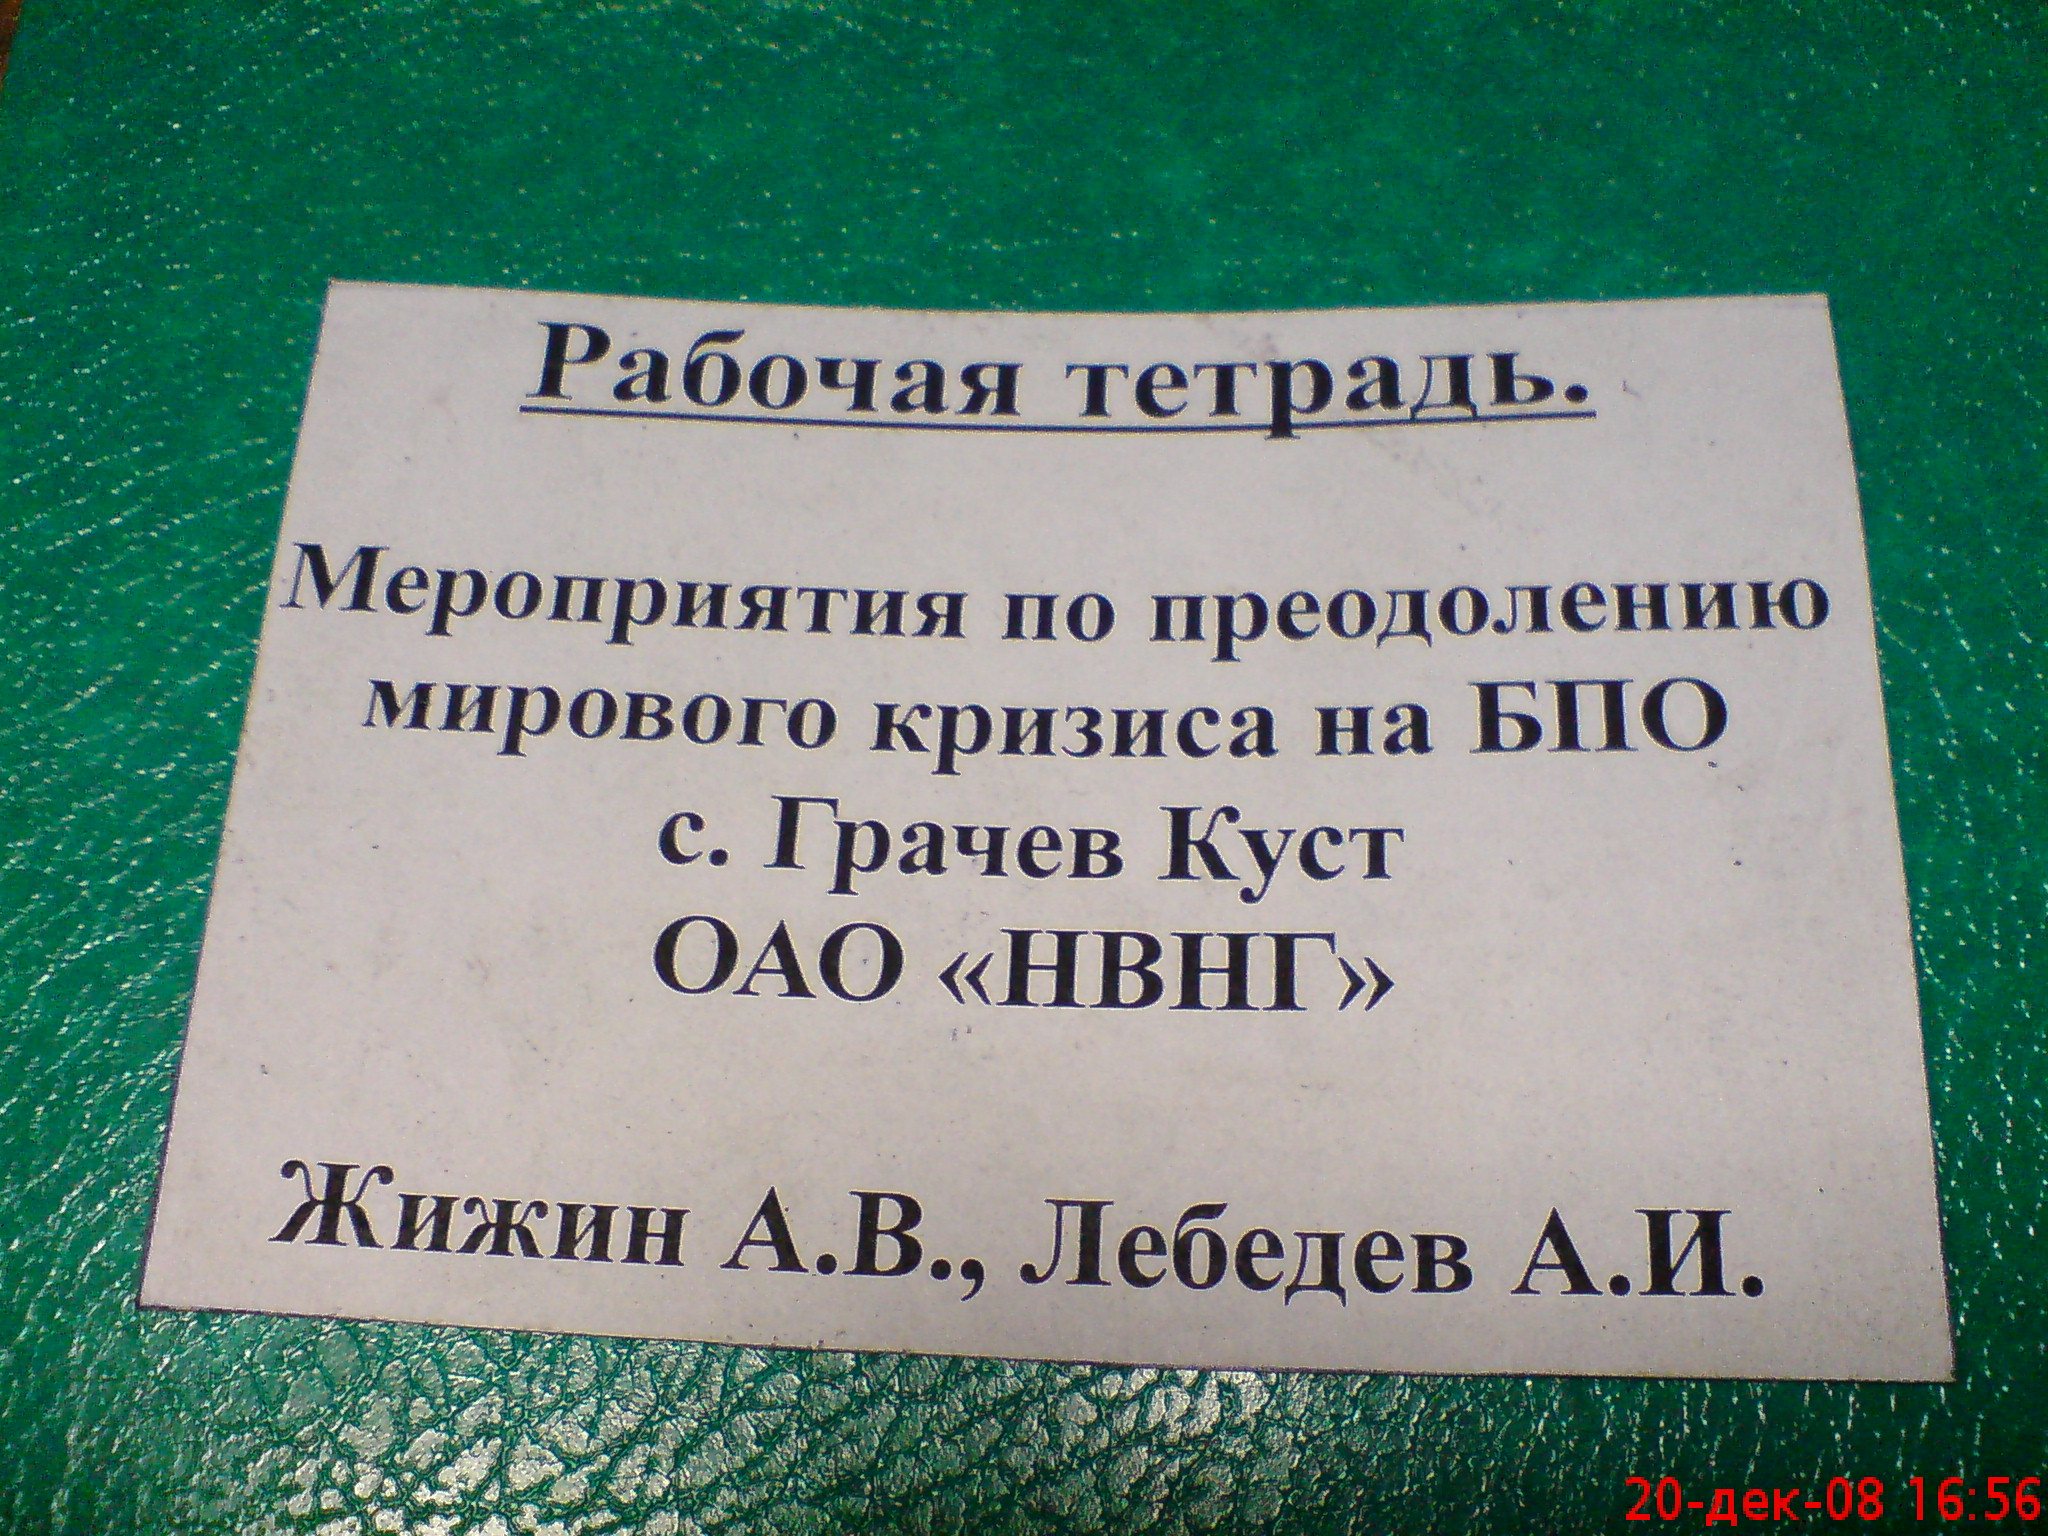 Рабочая тетрадь.
Мероприятия по преодолению
мирового кризиса на БПО
с. Грачев Куст
ОАО «НВНГ»
Жижин А.В., Лебедев А.И.
20-дек-08 16:56